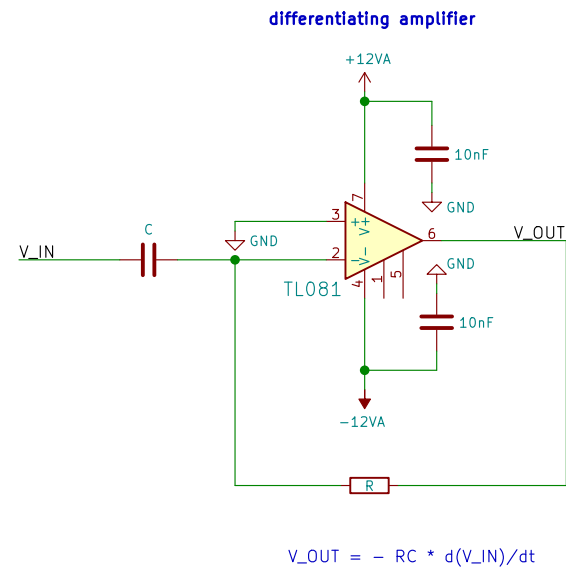 differentiating amplifier
+12VA
10nF
GND
7
3
+
V+
C
GND
6
V_OUT
V_IN
2
-
V-
GND
TL081
4
1
5
10nF
-12VA
R
V_OUT = - RC * d(V_IN)/dt